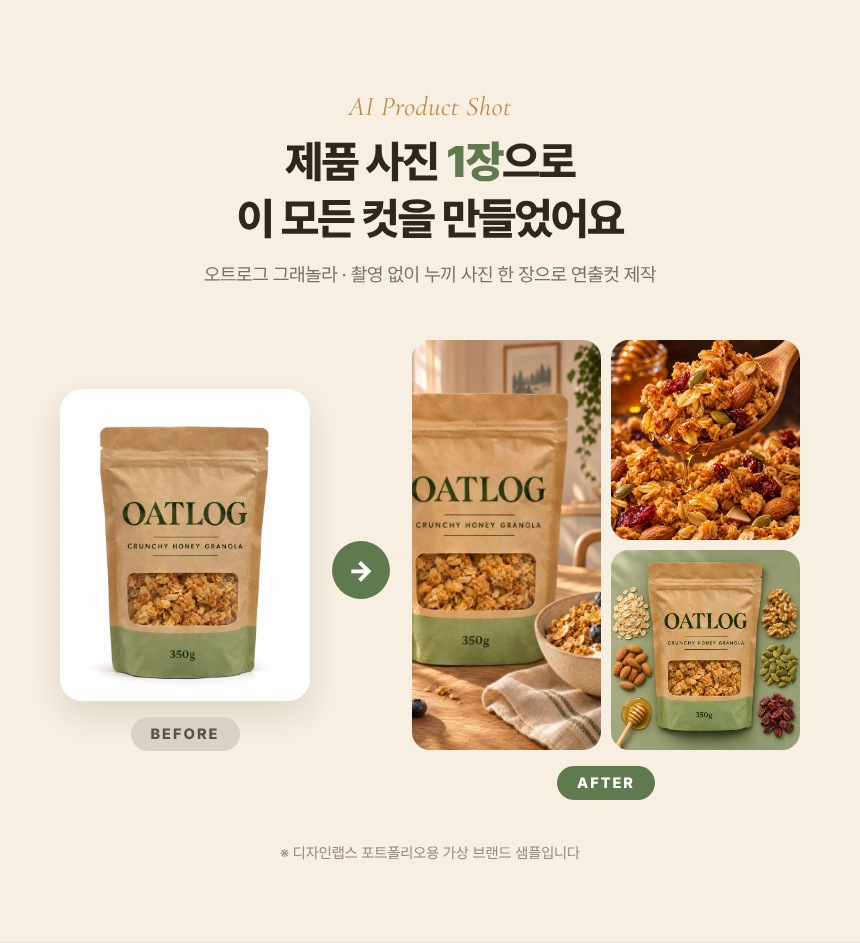 AI Product Shot
제품 사진 1장으로
이 모든 컷을 만들었어요
오트로그 그래놀라 · 촬영 없이 누끼 사진 한 장으로 연출컷 제작
OATLOG
CRUNCHY HONEY GRANOLA
350g
BEFORE
OATLOG
CRUNCHY HONEY GRANOLA
350g
OATLOG
CRUNCHY HONEY GRANOLA
350g
AFTER
※ 디자인랩스 포트폴리오용 가상 브랜드 샘플입니다